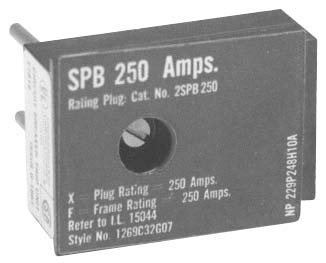 SPB 250 Amps.
Rating Plug: Cat. No. 2SPB250
X = Plug Rating = 250 Amps.
F = Frame Rating = 250 Amps.
Refer to I.L. 15044
Style No. 1269C32G07
NP 229P248H10A